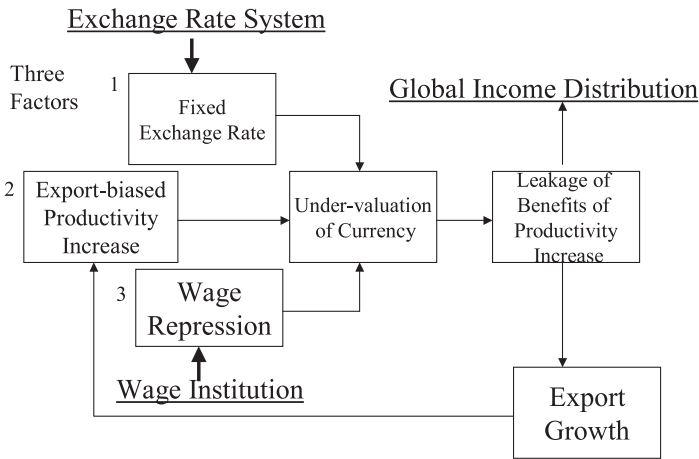 Exchange Rate System
Three
Factors
1
Fixed
Exchange Rate
Global Income Distribution
2
Export-biased
Productivity
Increase
Under-valuation
of Currency
Leakage of
Benefits of
Productivity
Increase
3
Wage
Repression
Wage Institution
Export
Growth